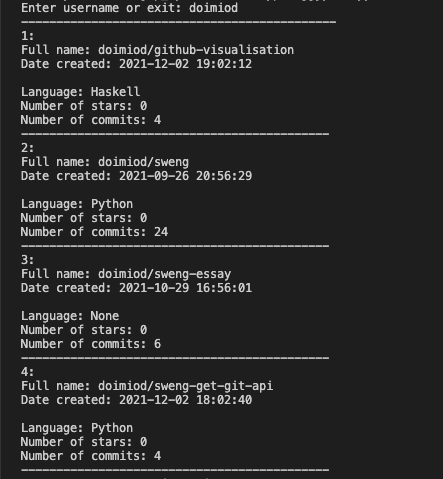 Enter username or exit: doimiod
---------------------------------------------
1:
Full name: doimiod/github-visualisation
Date created: 2021-12-02 19:02:12
Language: Haskell
Number of stars: 0
Number of commits: 4
--------------------------------------------
2:
Full name: doimiod/sweng
Date created: 2021-09-26 20:56:29
Language: Python
Number of stars: 0
Number of commits: 24
--------------------------------------------
3:
Full name: doimiod/sweng-essay
Date created: 2021-10-29 16:56:01
Language: None
Number of stars: 0
Number of commits: 6
--------------------------------------------
4:
Full name: doimiod/sweng-get-git-api
Date created: 2021-12-02 18:02:40
Language: Python
Number of stars: 0
Number of commits: 4
--------------------------------------------